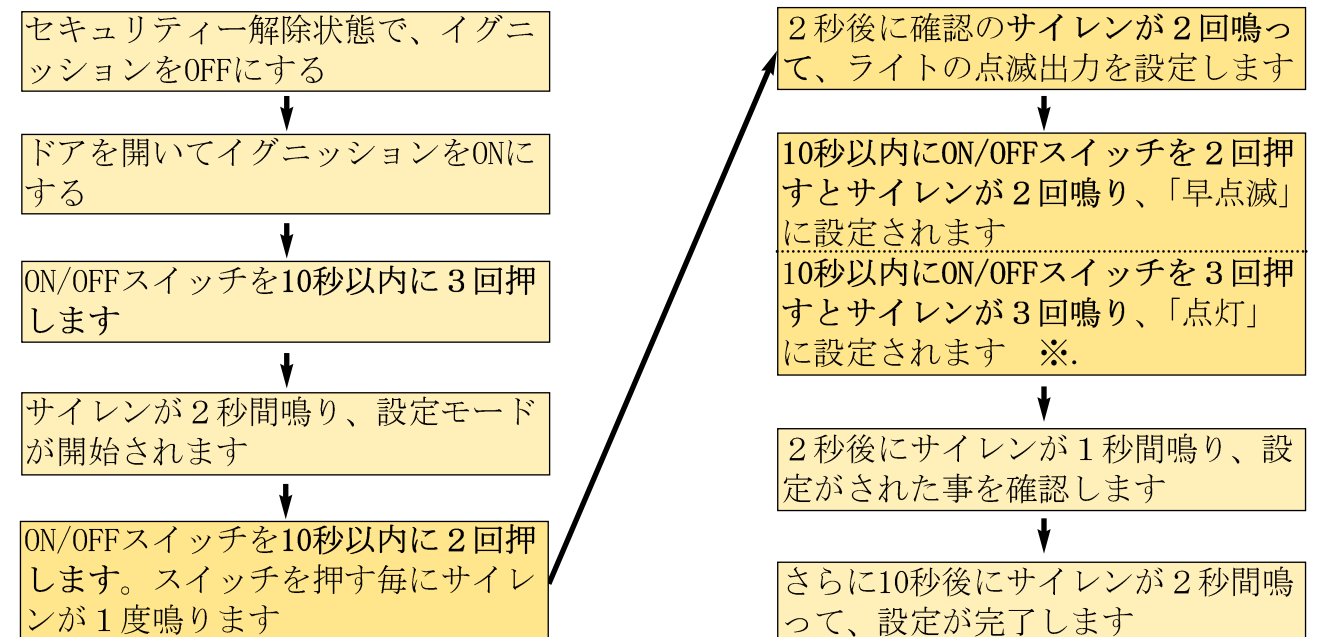 セキュリティー解除状態で、イグニ
ッションをOFFにする
ドアを開いてイグニッションをONに
する
ON/OFFスイッチを10秒以内に３回押
します
サイレンが２秒間鳴り、設定モード
が開始されます
ON/OFFスイッチを10秒以内に２回押
します。スイッチを押す毎にサイレ
ンが１度鳴ります
２秒後に確認のサイレンが２回鳴っ
て、ライトの点滅出力を設定します
10秒以内にON/OFFスイッチを２回押
すとサイレンが２回鳴り、「早点滅」
に設定されます
10秒以内にON/OFFスイッチを３回押
すとサイレンが３回鳴り、「点灯」
に設定されます　※.
２秒後にサイレンが１秒間鳴り、設
定がされた事を確認します
さらに10秒後にサイレンが２秒間鳴
って、設定が完了します